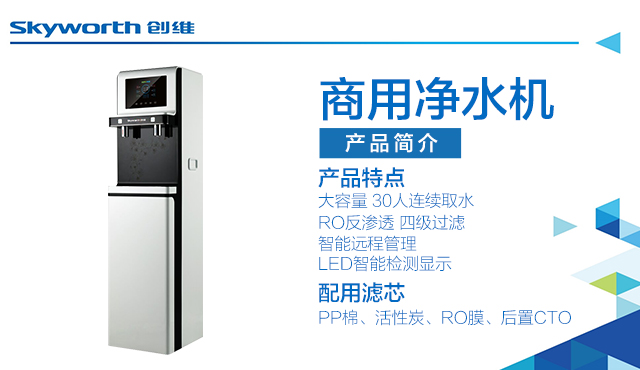 Skyworth 创维
商用净水机
产品简介
产品特点
大容量 30人连续取水
RO反渗透 四级过滤
智能远程管理
LED智能检测显示
配用滤芯
PP棉、活性炭、RO膜、后置CTO